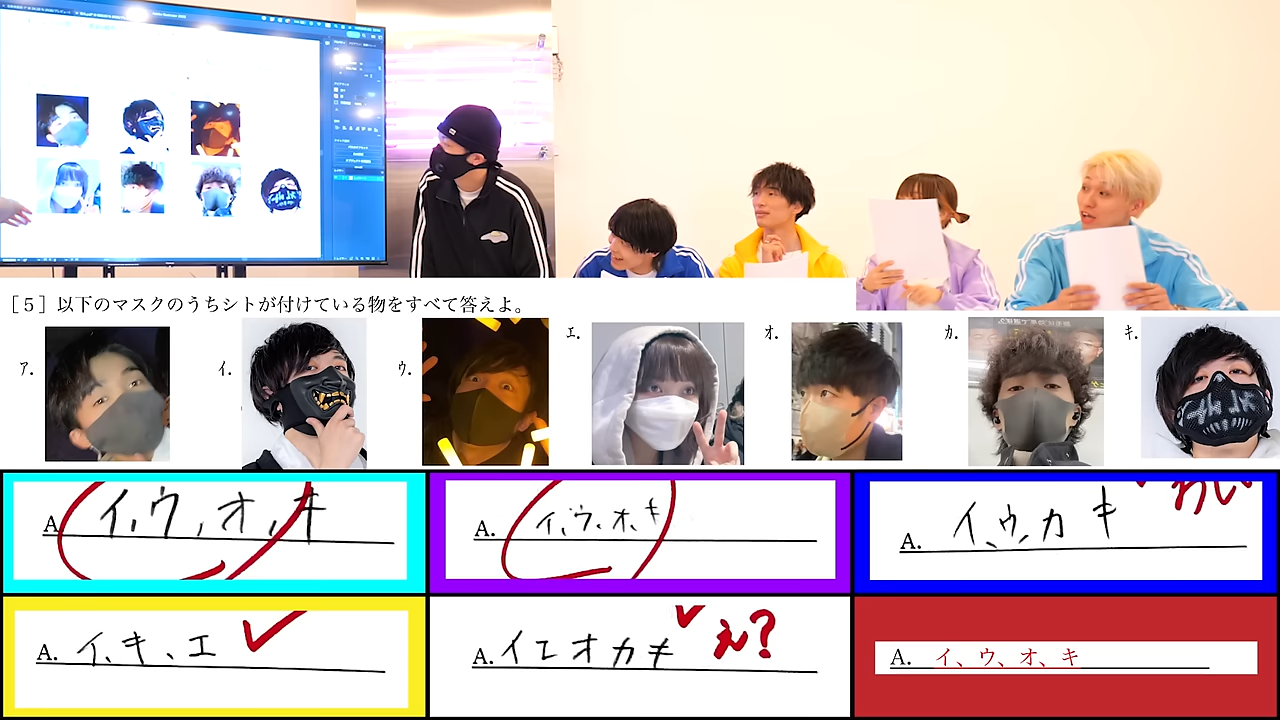 ［５］以下のマスクのうちシトが付けている物をすべて答えよ。
ア. イ. ウ. エ. オ. カ. キ.
A. イ、ウ、オ、キ
A. イ、ウ、オ、キ
A. イ、ウ、カ キ
A. イ、キ、エ
A. イ エ オ カ キ え?
A. イ、ウ、オ、キ